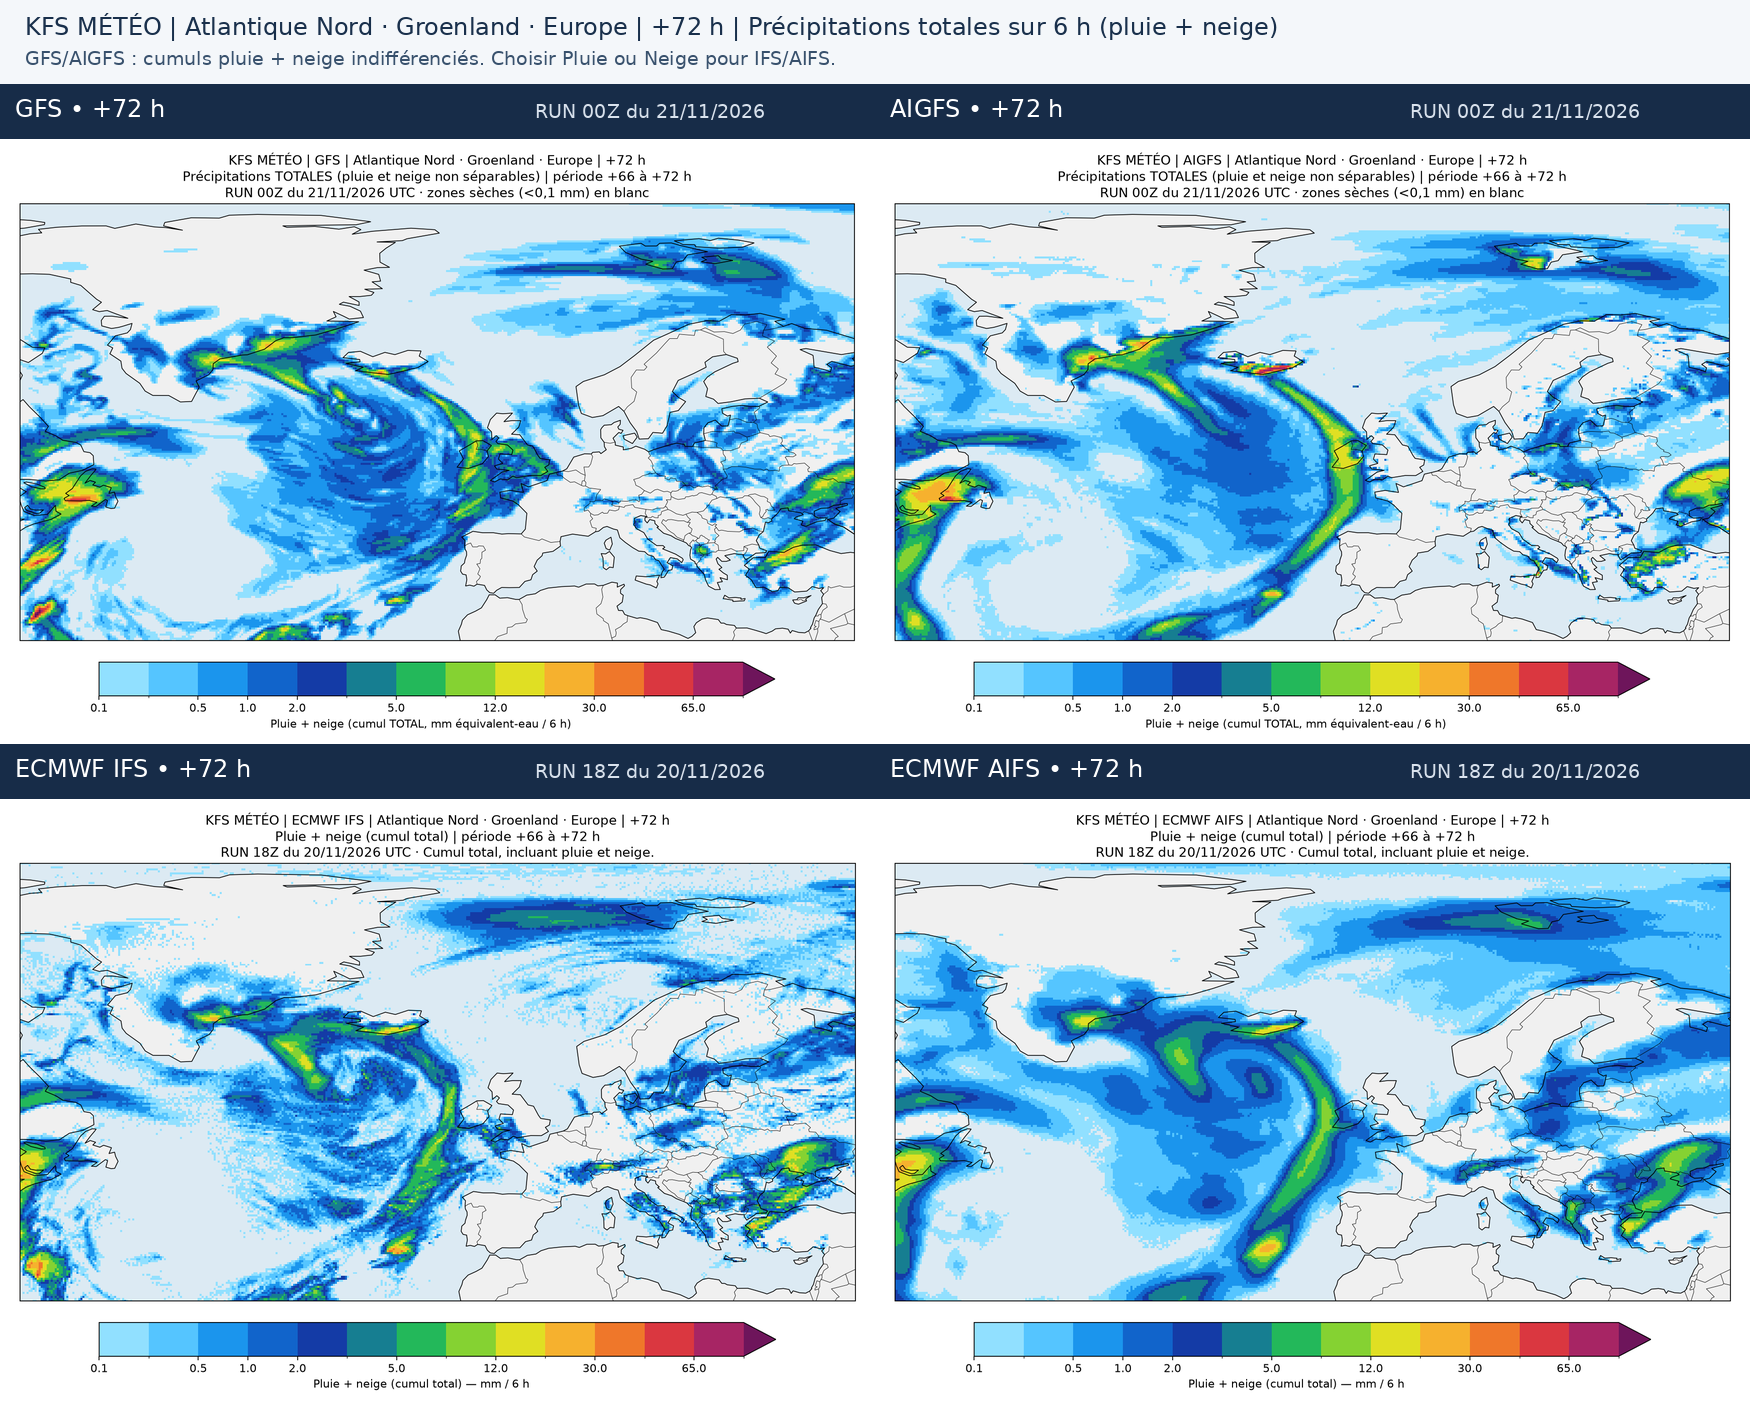 KFS MÉTÉO | Atlantique Nord · Groenland · Europe | +72 h | Précipitations totales sur 6 h (pluie + neige)
GFS/AIGFS : cumuls pluie + neige indifférenciés. Choisir Pluie ou Neige pour IFS/AIFS.
GFS • +72 h
RUN 00Z du 21/11/2026
AIGFS • +72 h
RUN 00Z du 21/11/2026
KFS MÉTÉO | GFS | Atlantique Nord · Groenland · Europe | +72 h
Précipitations TOTALES (pluie et neige non séparables) | période +66 à +72 h
RUN 00Z du 21/11/2026 UTC · zones sèches (<0,1 mm) en blanc
KFS MÉTÉO | AIGFS | Atlantique Nord · Groenland · Europe | +72 h
Précipitations TOTALES (pluie et neige non séparables) | période +66 à +72 h
RUN 00Z du 21/11/2026 UTC · zones sèches (<0,1 mm) en blanc
0.1 0.5 1.0 2.0 5.0 12.0 30.0 65.0
Pluie + neige (cumul TOTAL, mm équivalent-eau / 6 h)
0.1 0.5 1.0 2.0 5.0 12.0 30.0 65.0
Pluie + neige (cumul TOTAL, mm équivalent-eau / 6 h)
ECMWF IFS • +72 h
RUN 18Z du 20/11/2026
ECMWF AIFS • +72 h
RUN 18Z du 20/11/2026
KFS MÉTÉO | ECMWF IFS | Atlantique Nord · Groenland · Europe | +72 h
Pluie + neige (cumul total) | période +66 à +72 h
RUN 18Z du 20/11/2026 UTC · Cumul total, incluant pluie et neige.
KFS MÉTÉO | ECMWF AIFS | Atlantique Nord · Groenland · Europe | +72 h
Pluie + neige (cumul total) | période +66 à +72 h
RUN 18Z du 20/11/2026 UTC · Cumul total, incluant pluie et neige.
0.1 0.5 1.0 2.0 5.0 12.0 30.0 65.0
Pluie + neige (cumul total) — mm / 6 h
0.1 0.5 1.0 2.0 5.0 12.0 30.0 65.0
Pluie + neige (cumul total) — mm / 6 h